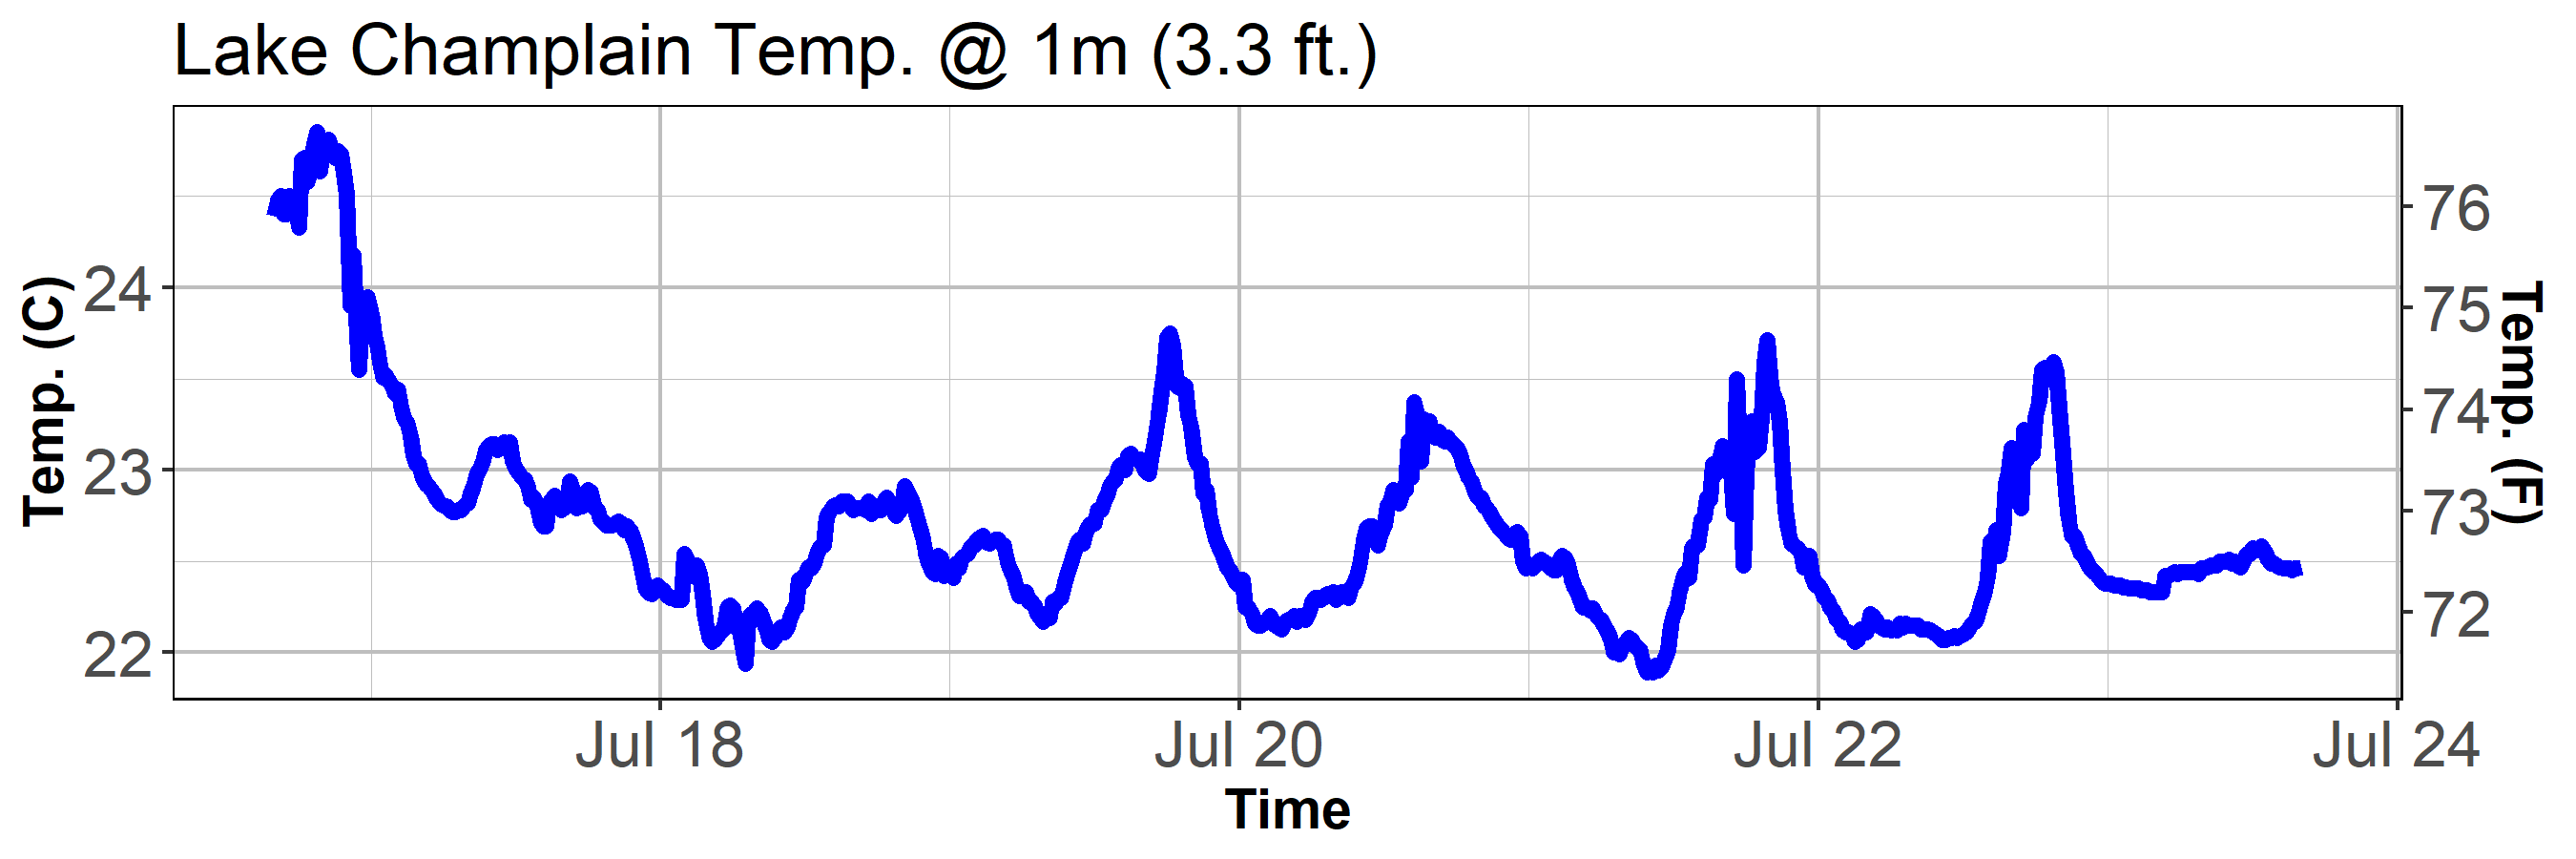 Lake Champlain Temp. @ 1m (3.3 ft.)
Temp. (C)
24
23
22
76
75
74
73
72
Temp. (F)
Jul 18 Jul 20 Jul 22 Jul 24
Time